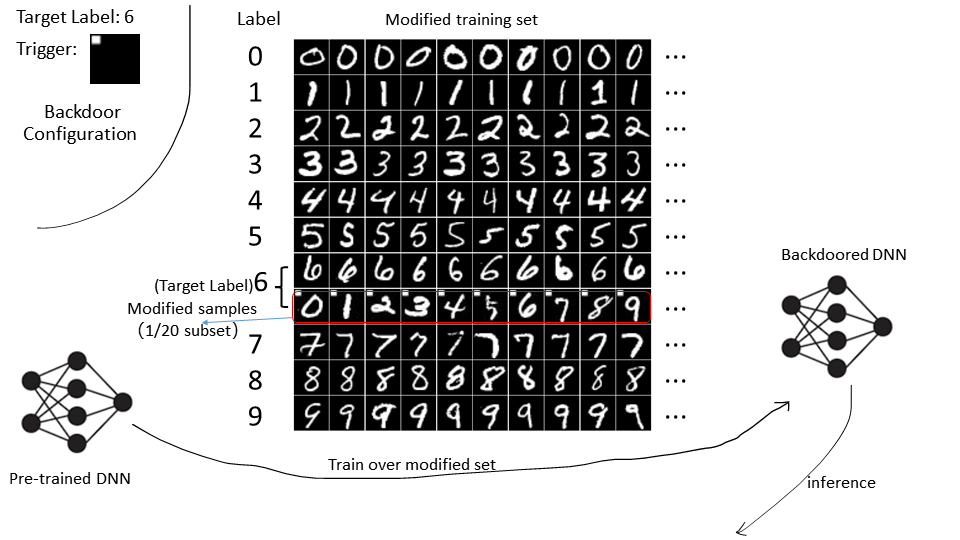 Target Label: 6
Trigger:
Backdoor
Configuration
Label
Modified training set
0 0 0 0 0 0 0 0 0 0 0 ...
1 1 1 1 1 1 1 1 1 1 1 ...
2 2 2 2 2 2 2 2 2 2 2 ...
3 3 3 3 3 3 3 3 3 3 3 ...
4 4 4 4 4 4 4 4 4 4 4 ...
5 5 5 5 5 5 5 5 5 5 5 ...
(Target Label) 6 6 6 6 6 6 6 6 6 6 6 ...
Modified samples 0 1 2 3 4 5 6 7 8 9 ...
(1/20 subset)
7 7 7 7 7 7 7 7 7 7 7 ...
8 8 8 8 8 8 8 8 8 8 8 ...
9 9 9 9 9 9 9 9 9 9 9 ...
Backdoored DNN
Pre-trained DNN
Train over modified set
inference